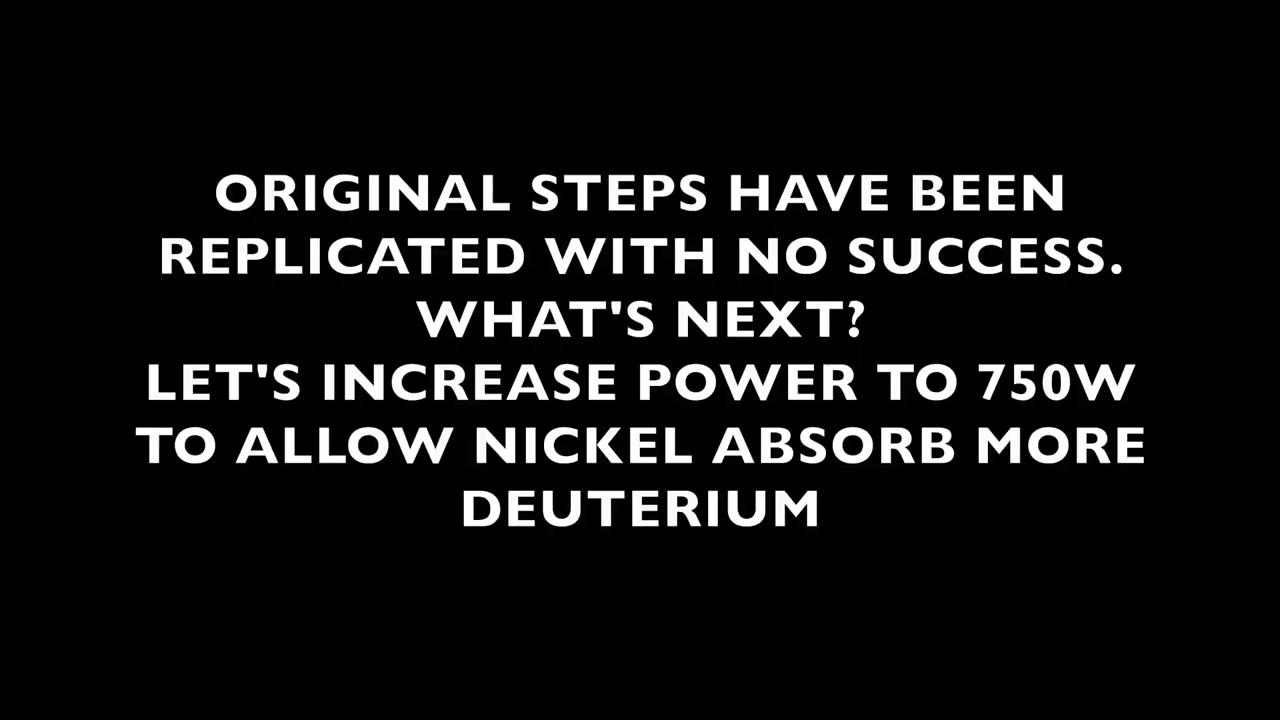 ORIGINAL STEPS HAVE BEEN
REPLICATED WITH NO SUCCESS.
WHAT'S NEXT?
LET'S INCREASE POWER TO 750W
TO ALLOW NICKEL ABSORB MORE
DEUTERIUM